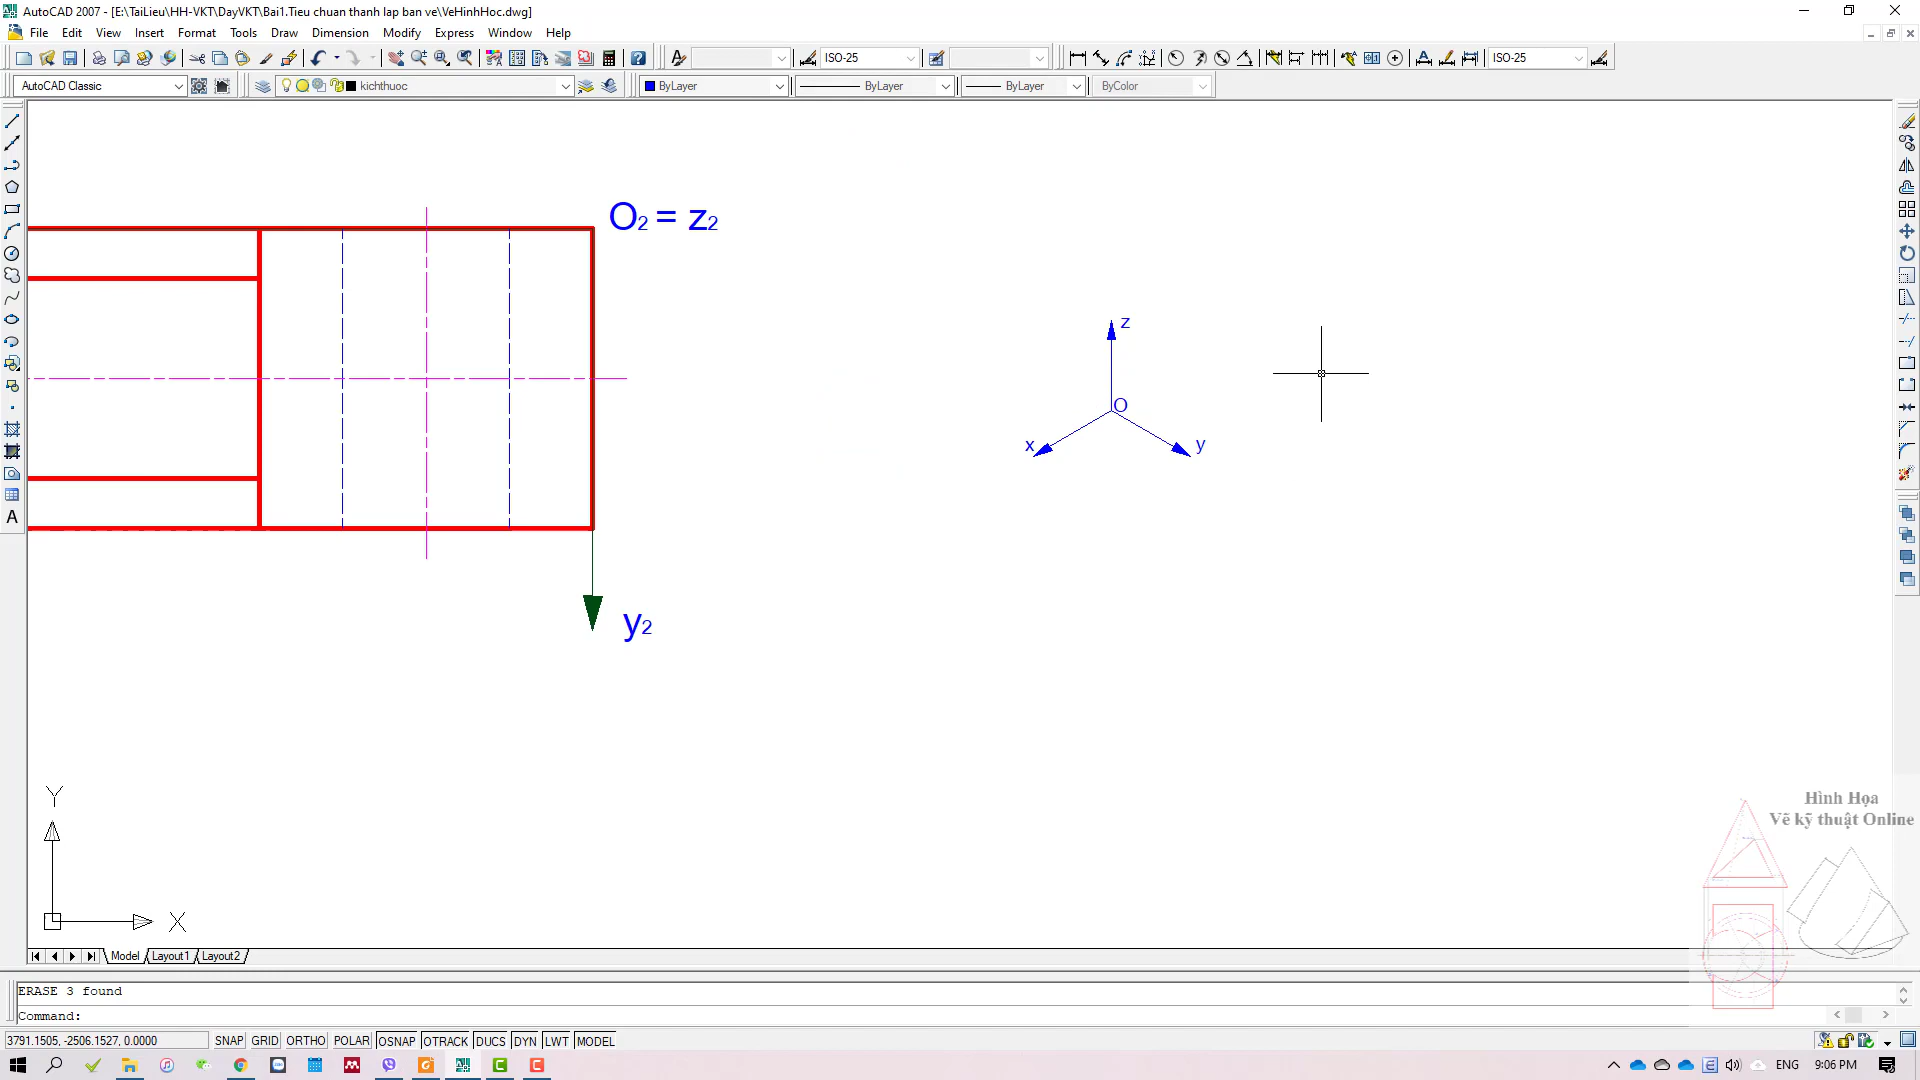 AutoCAD 2007 - [E:\TaiLieu\HH-VKT\DayVKT\Bai1.Tieu chuan thanh lap ban ve\VeHinhHoc.dwg]
File Edit View Insert Format Tools Draw Dimension Modify Express Window Help
ISO-25 ISO-25
AutoCAD Classic kichthuoc ByLayer ByLayer ByLayer ByColor
O2 = z2
z
O
x y
y2
Y
X
Hình Họa
Vẽ kỹ thuật Online
Model Layout1 Layout2
ERASE 3 found
Command:
3791.1505, -2506.1527, 0.0000 SNAP GRID ORTHO POLAR OSNAP OTRACK DUCS DYN LWT MODEL
ENG 9:06 PM